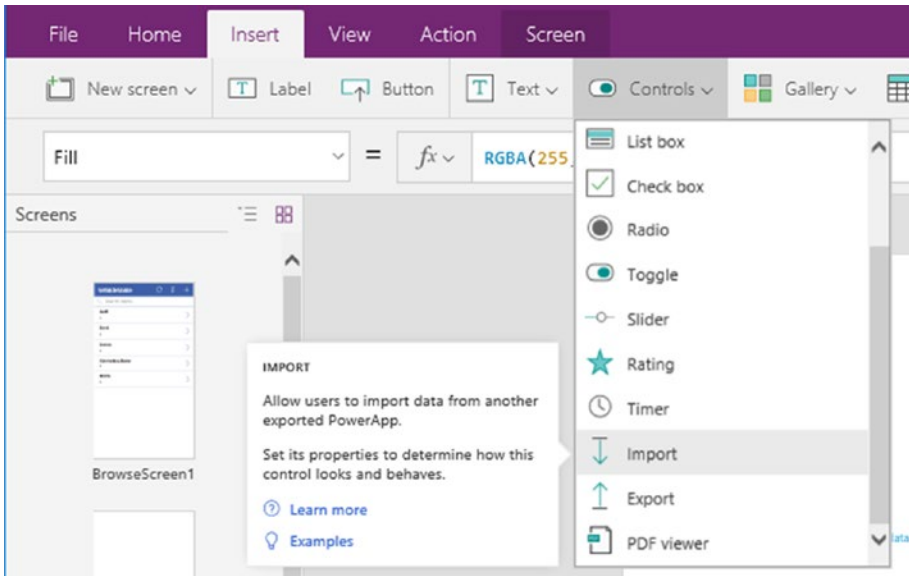 File Home Insert View Action Screen
New screen Label Button Text Controls Gallery
Fill = fx RGBA(255,
Screens
List box
Check box
Radio
Toggle
Slider
Rating
Timer
Import
Export
PDF viewer
IMPORT
Allow users to import data from another
exported PowerApp.
Set its properties to determine how this
control looks and behaves.
Learn more
Examples
BrowseScreen1